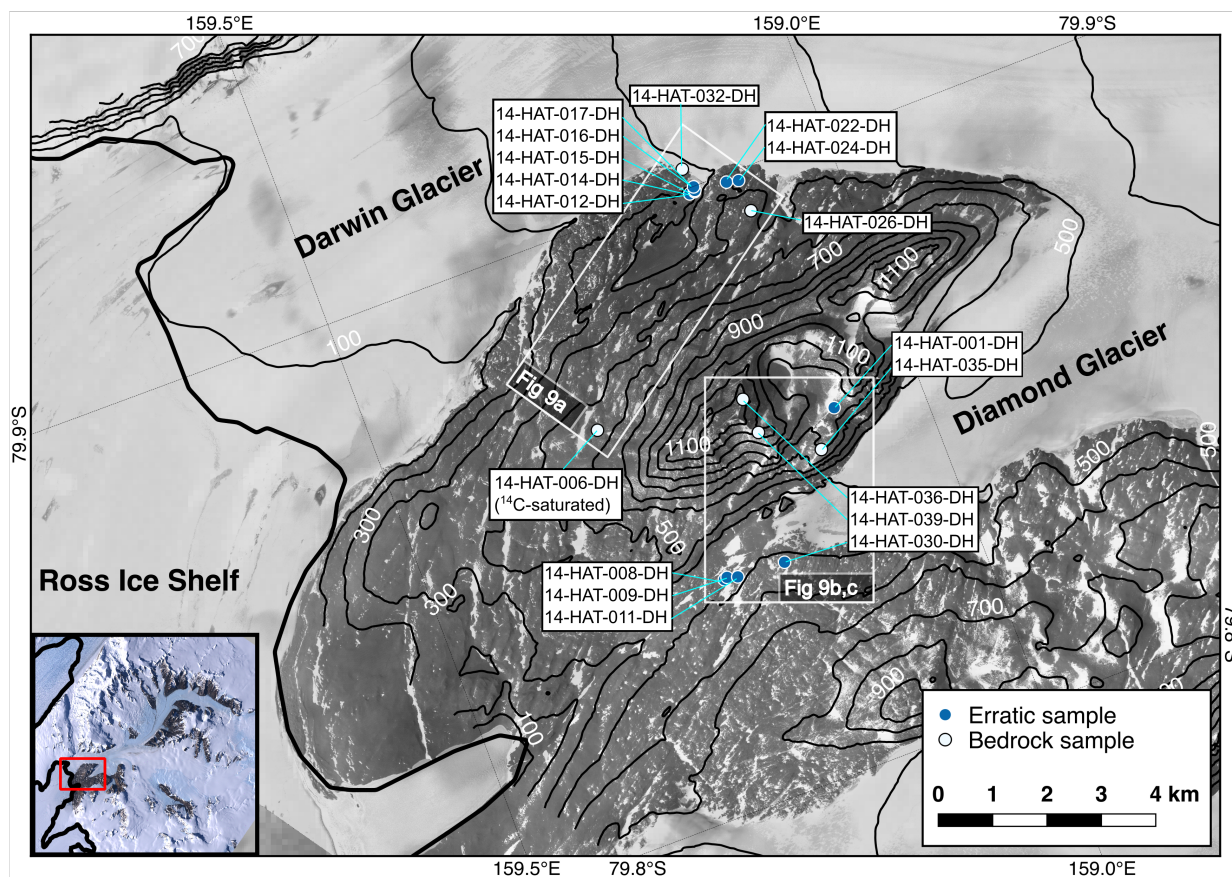 159.5°E
159.0°E
79.9°S
700
14-HAT-032-DH
14-HAT-017-DH
14-HAT-016-DH
14-HAT-015-DH
14-HAT-014-DH
14-HAT-012-DH
14-HAT-022-DH
14-HAT-024-DH
14-HAT-026-DH
Darwin Glacier
500
700
1100
100
900
1100
14-HAT-001-DH
14-HAT-035-DH
Diamond Glacier
Fig 9a
79.9°S
1100
500
500
14-HAT-006-DH
(¹⁴C-saturated)
14-HAT-036-DH
14-HAT-039-DH
14-HAT-030-DH
300
500
Ross Ice Shelf
300
14-HAT-008-DH
14-HAT-009-DH
14-HAT-011-DH
Fig 9b,c
700
79.8°S
900
100
Erratic sample
Bedrock sample
0 1 2 3 4 km
159.5°E
79.8°S
159.0°E